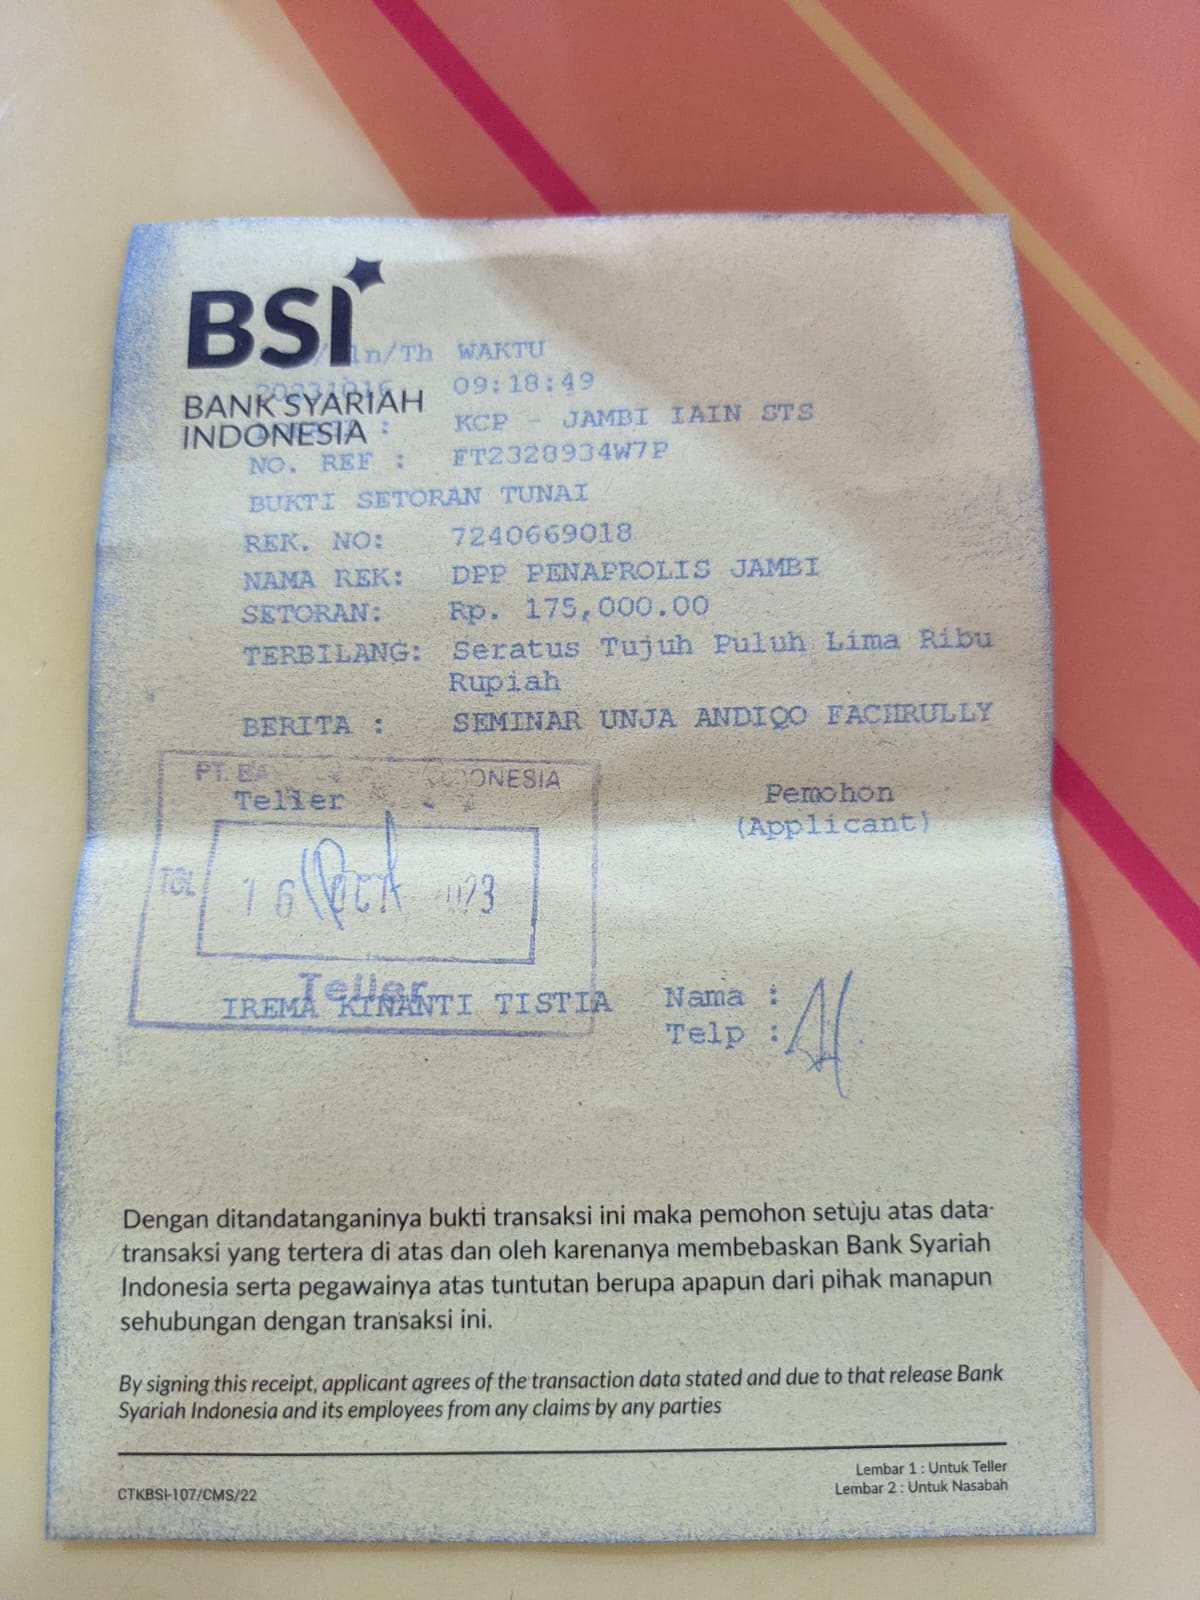 BSI
ln/Th WAKTU
20231016 09:18:49
BANK SYARIAH
INDONESIA
: KCP - JAMBI IAIN STS
NO. REF : FT2328934W7P
BUKTI SETORAN TUNAI
REK. NO: 7240669018
NAMA REK: DPP PENAPROLIS JAMBI
SETORAN: Rp. 175,000.00
TERBILANG: Seratus Tujuh Puluh Lima Ribu
Rupiah
BERITA : SEMINAR UNJA ANDIQO FACHRULLY
PT. BA ONESIA
Teller
Pemohon
(Applicant)
TGL 16 OCT 2023
Teller
IREMA KINANTI TISTIA
Nama :
Telp :
Dengan ditandatanganinya bukti transaksi ini maka pemohon setuju atas data-
transaksi yang tertera di atas dan oleh karenanya membebaskan Bank Syariah
Indonesia serta pegawainya atas tuntutan berupa apapun dari pihak manapun
sehubungan dengan transaksi ini.
By signing this receipt, applicant agrees of the transaction data stated and due to that release Bank
Syariah Indonesia and its employees from any claims by any parties
Lembar 1 : Untuk Teller
CTKBSI-107/CMS/22
Lembar 2 : Untuk Nasabah